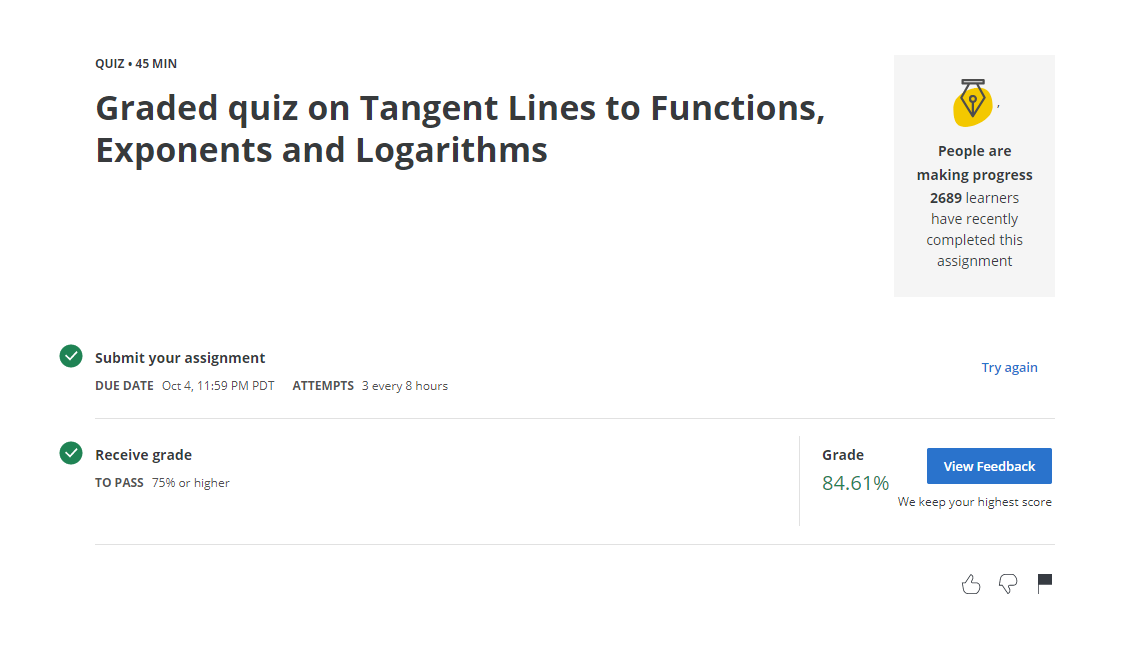 QUIZ • 45 MIN
Graded quiz on Tangent Lines to Functions,
Exponents and Logarithms
People are
making progress
2689 learners
have recently
completed this
assignment
Submit your assignment
DUE DATE Oct 4, 11:59 PM PDT ATTEMPTS 3 every 8 hours
Try again
Receive grade
TO PASS 75% or higher
Grade
84.61%
View Feedback
We keep your highest score